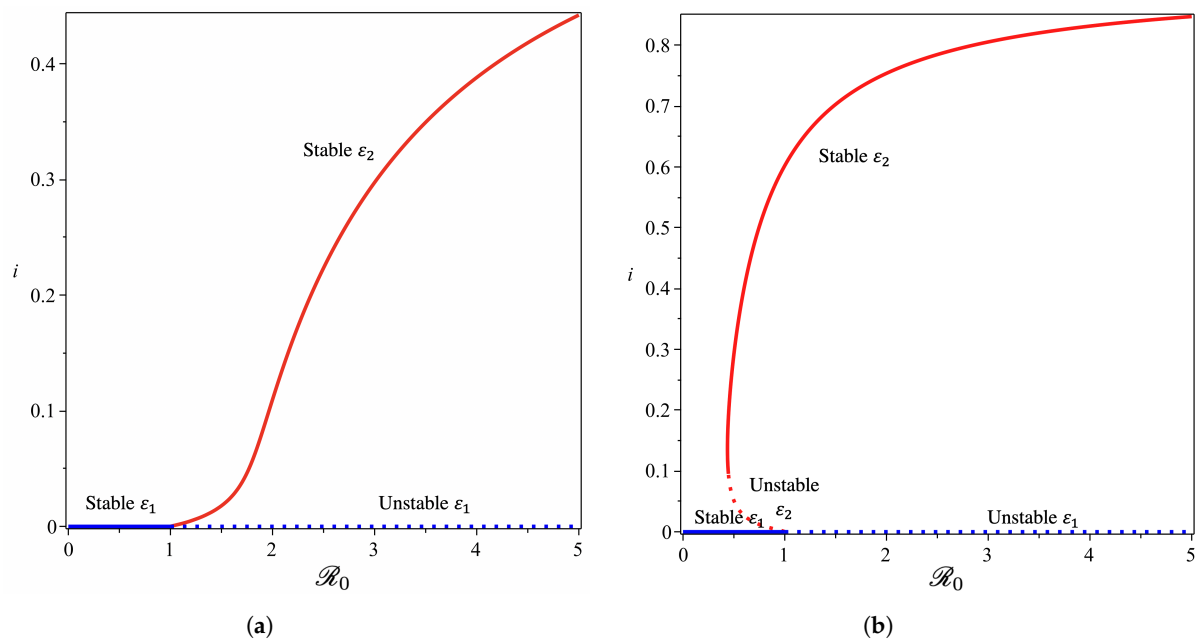 0.4
Stable ε₂
0.3
i
0.2
0.1
Stable ε₁
Unstable ε₁
0
0 1 2 3 4 5
ℛ₀
(a)
0.8
0.7
Stable ε₂
0.6
0.5
i
0.4
0.3
0.2
0.1
Unstable
ε₂
Stable ε₁
Unstable ε₁
0
0 1 2 3 4 5
ℛ₀
(b)